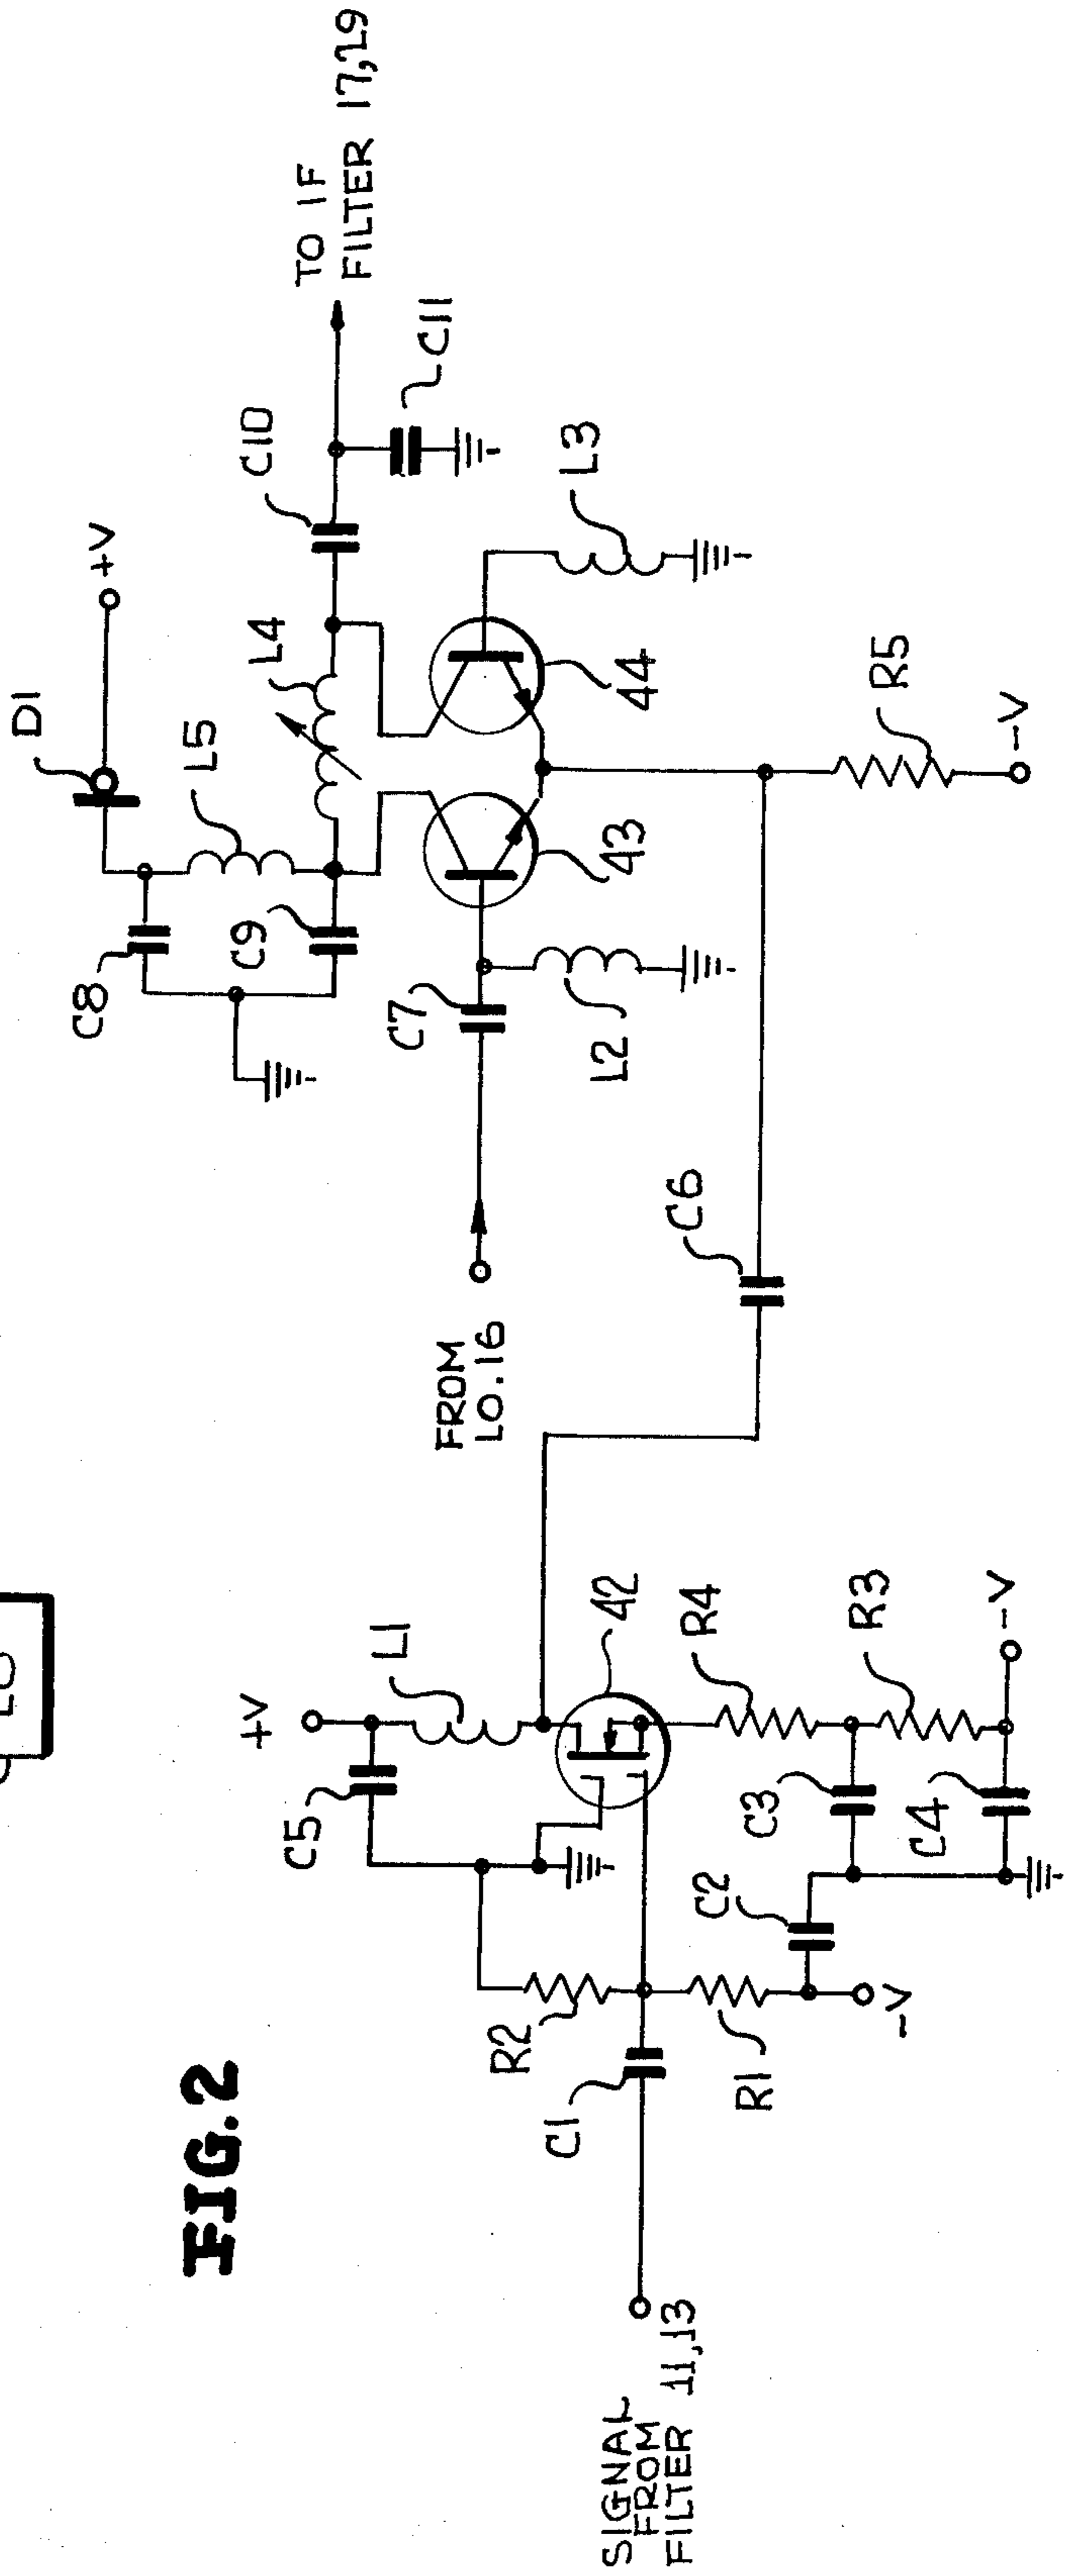 LO
FIG.2
SIGNAL
FROM
FILTER 11,13
C1
R2
R1
-V
C2
C5
+V
L1
42
R4
R3
C3
C4
-V
C6
FROM
LO.16
C7
L2
C8
C9
L5
D1
+V
L4
43
44
L3
R5
-V
C10
C11
TO IF
FILTER 17,29